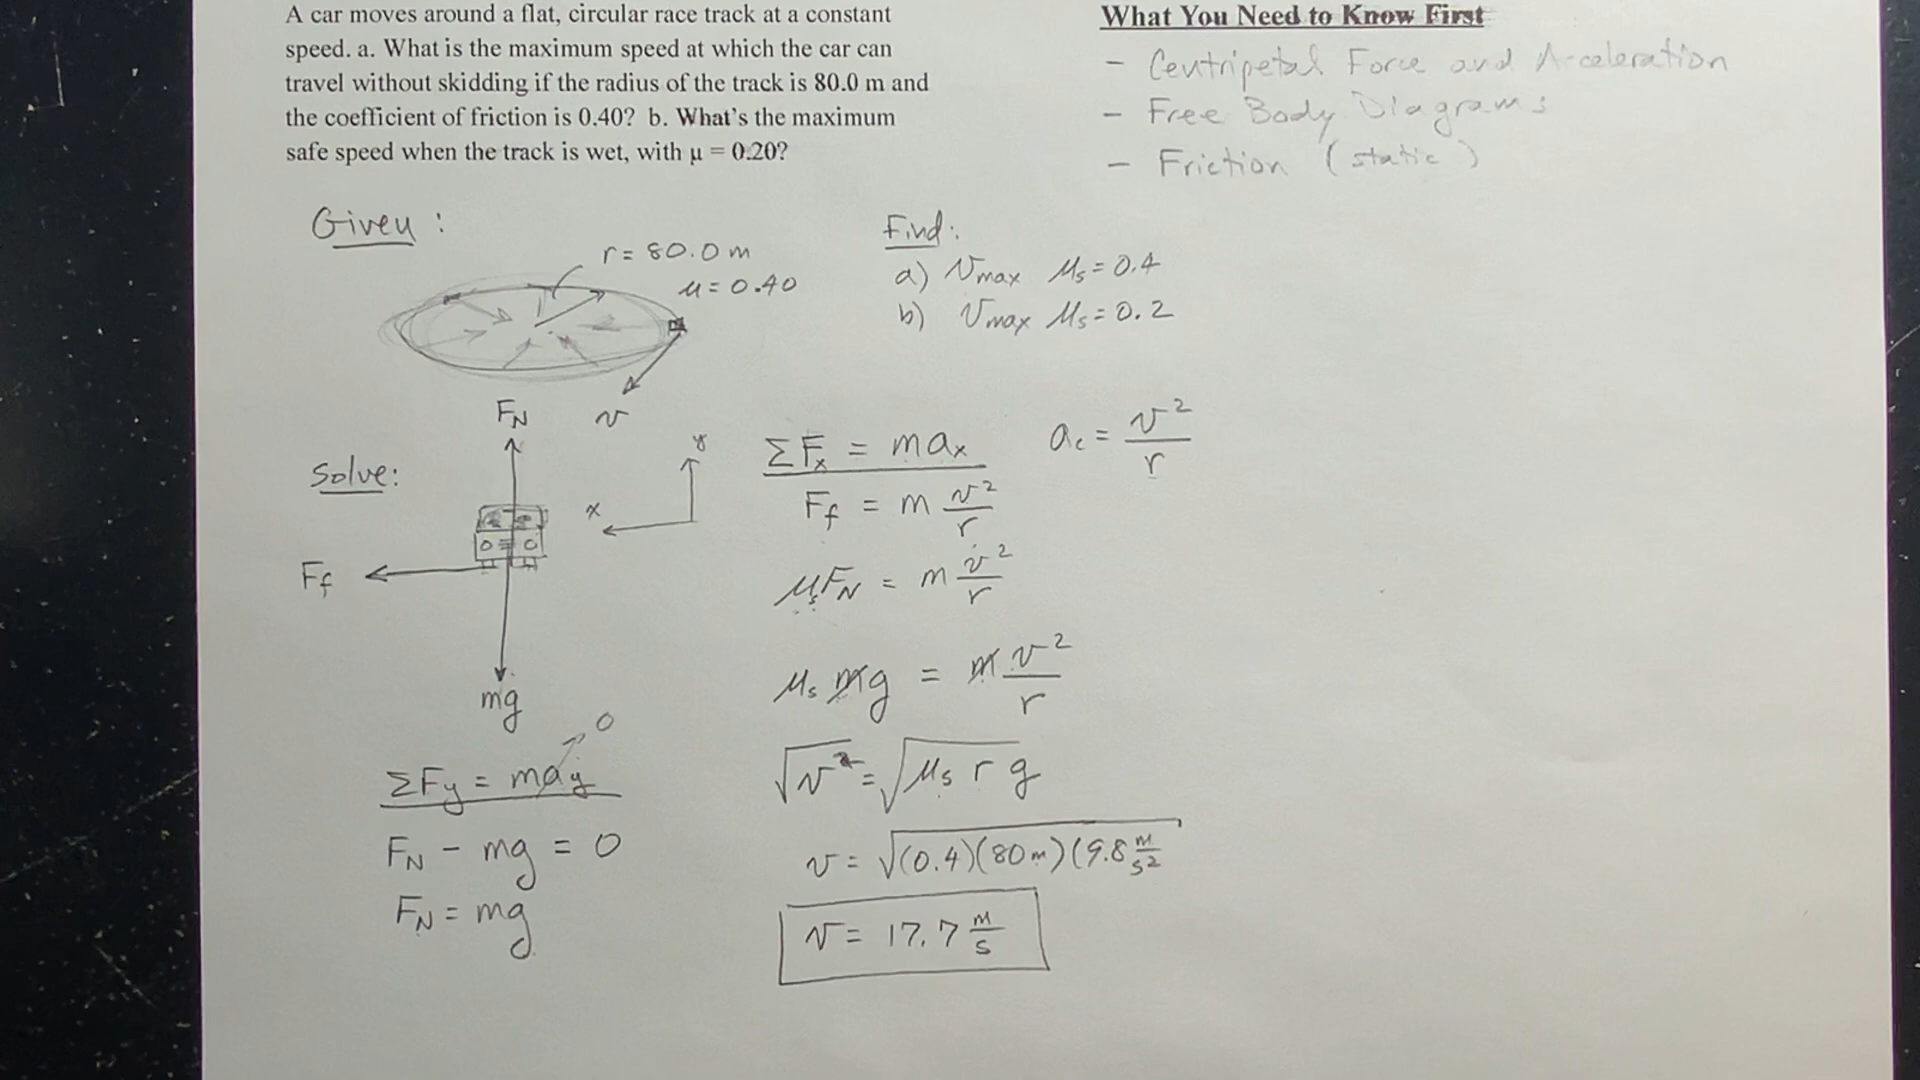 A car moves around a flat, circular race track at a constant
speed. a. What is the maximum speed at which the car can
travel without skidding if the radius of the track is 80.0 m and
the coefficient of friction is 0.40? b. What's the maximum
safe speed when the track is wet, with μ = 0.20?
What You Need to Know First
- Centripetal Force and Acceleration
- Free Body Diagrams
- Friction (static)
Given:
r = 80.0 m
μ = 0.40
v
Find:
a) vmax μs = 0.4
b) vmax μs = 0.2
Solve:
FN
Ff
mg
y
x
ΣFy = may → 0
FN - mg = 0
FN = mg
ΣFx = max
ac = v²/r
Ff = m v²/r
μsFN = m v²/r
μs mg = m v²/r
√v² = √μs r g
v = √(0.4)(80m)(9.8 m/s²
v = 17.7 m/s